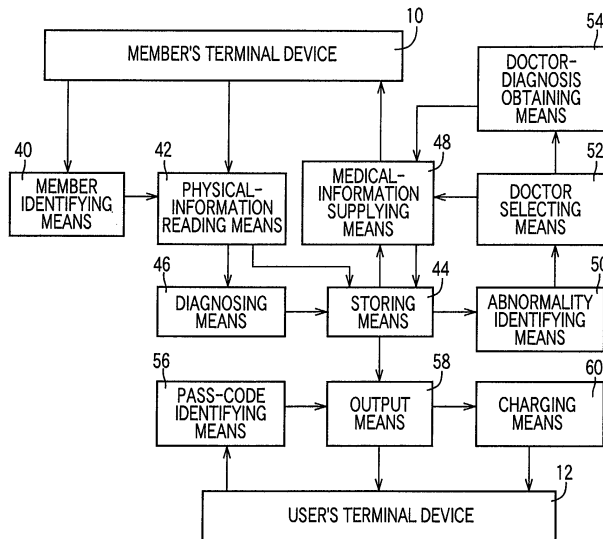 10
MEMBER'S TERMINAL DEVICE
54
DOCTOR-
DIAGNOSIS
OBTAINING
MEANS
40
MEMBER
IDENTIFYING
MEANS
42
PHYSICAL-
INFORMATION
READING MEANS
48
MEDICAL-
INFORMATION
SUPPLYING
MEANS
52
DOCTOR
SELECTING
MEANS
46
DIAGNOSING
MEANS
44
STORING
MEANS
50
ABNORMALITY
IDENTIFYING
MEANS
56
PASS-CODE
IDENTIFYING
MEANS
58
OUTPUT
MEANS
60
CHARGING
MEANS
12
USER'S TERMINAL DEVICE